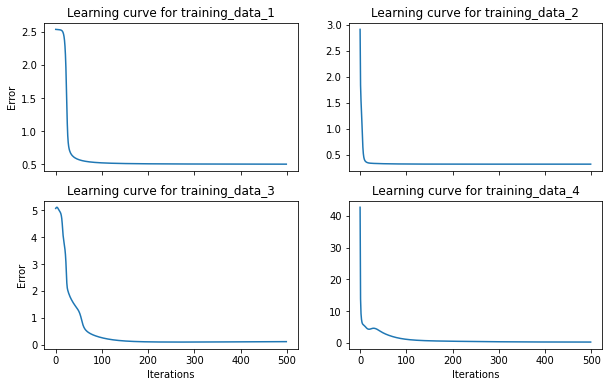 Learning curve for training_data_1
Learning curve for training_data_2
Error
2.5
2.0
1.5
1.0
0.5
3.0
2.5
2.0
1.5
1.0
0.5
Learning curve for training_data_3
Learning curve for training_data_4
Error
5
4
3
2
1
0
40
30
20
10
0
0 100 200 300 400 500
0 100 200 300 400 500
Iterations
Iterations